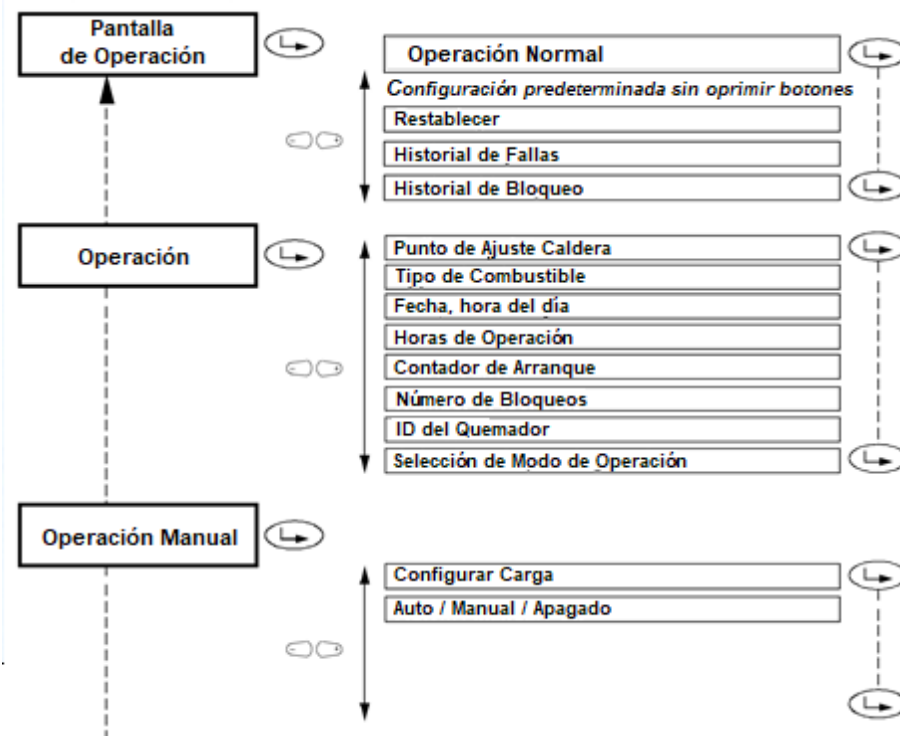 Pantalla
de Operación
Operación Normal
Configuración predeterminada sin oprimir botones
Restablecer
Historial de Fallas
Historial de Bloqueo
Operación
Punto de Ajuste Caldera
Tipo de Combustible
Fecha, hora del día
Horas de Operación
Contador de Arranque
Número de Bloqueos
ID del Quemador
Selección de Modo de Operación
Operación Manual
Configurar Carga
Auto / Manual / Apagado